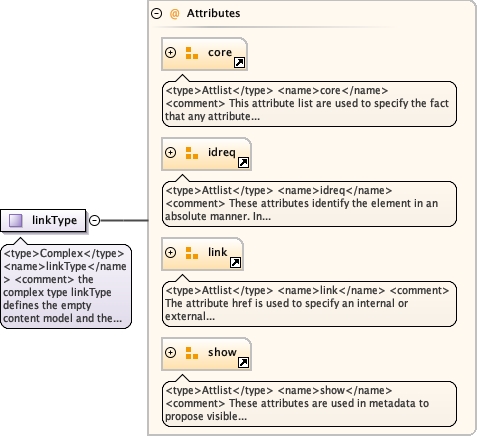 Attributes
core
<type>Attlist</type> <name>core</name>
<comment> This attribute list are used to specify the fact
that any attribute...
idreq
<type>Attlist</type> <name>idreq</name>
<comment> These attributes identify the element in an
absolute manner. In...
linkType
<type>Complex</type>
<name>linkType</name
> <comment> the
complex type linkType
defines the empty
content model and the...
link
<type>Attlist</type> <name>link</name> <comment>
The attribute href is used to specify an internal or
external...
show
<type>Attlist</type> <name>show</name>
<comment> These attributes are used in metadata to
propose visible...